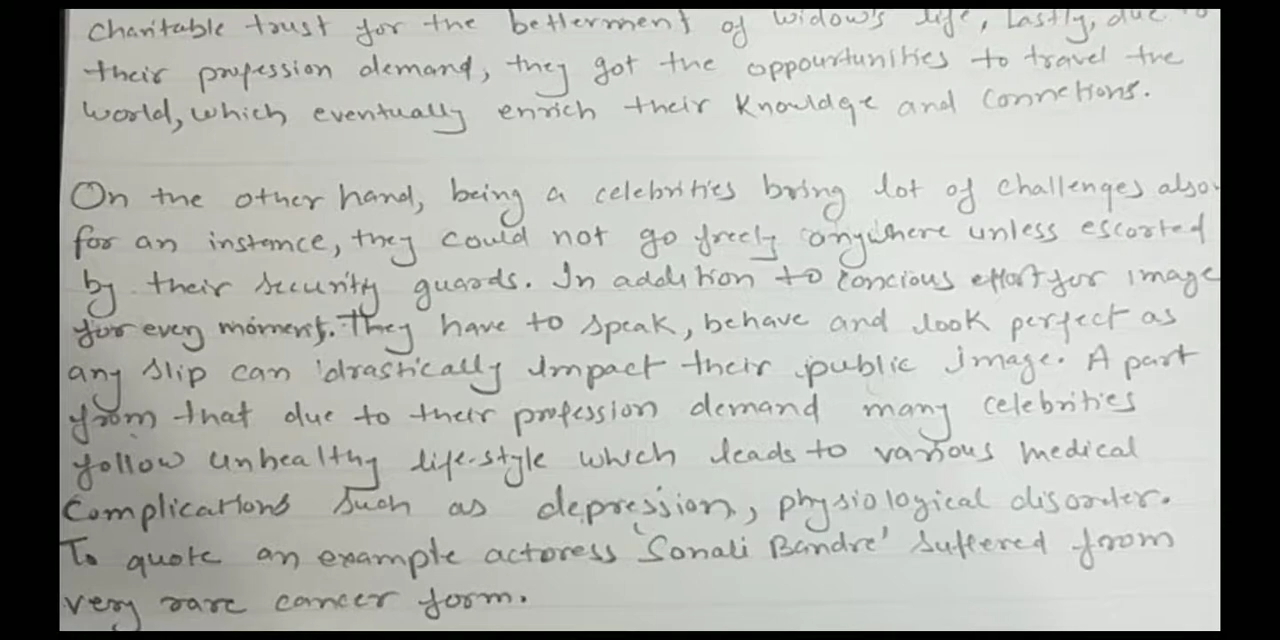 charitable trust for the betterment of widow's life, Lastly, due to
their profession demand, they got the oppourtunities to travel the
world, which eventually enrich their Knowldge and Connetions.
On the other hand, being a celebrities bring lot of challenges also.
for an instance, they could not go freely anywhere unless escorted
by their security guards. In addition to concious effort for image
for every moment. They have to speak, behave and look perfect as
any slip can drastically impact their public image. A part
from that due to their profession demand many celebrities
follow unhealthy life-style which leads to various medical
complications such as depression, physiological disorder.
To quote an example actoress 'Sonali Bandre' suffered from
very rare cancer form.